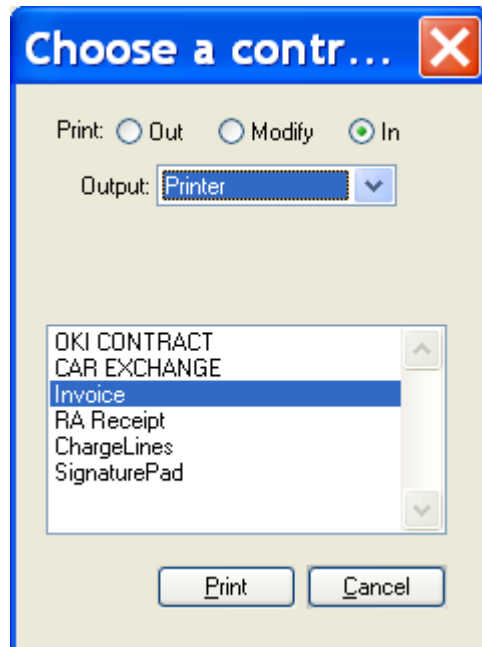 Choose a contr...
Print: Out Modify In
Output: Printer
OKI CONTRACT
CAR EXCHANGE
Invoice
RA Receipt
ChargeLines
SignaturePad
Print Cancel